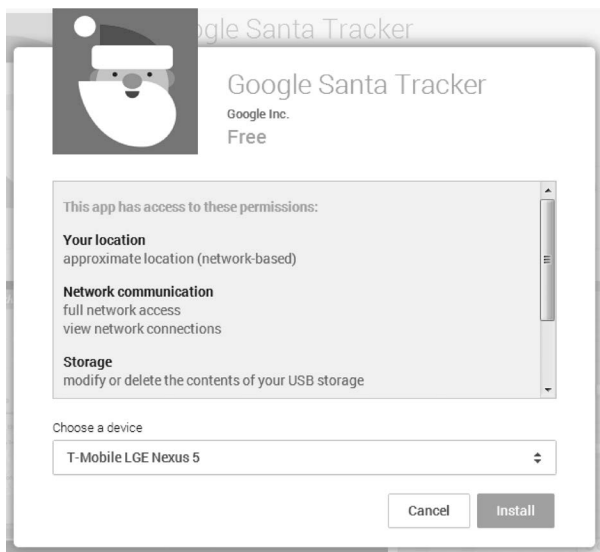 ogle Santa Tracker
Google Santa Tracker
Google Inc.
Free
This app has access to these permissions:
Your location
approximate location (network-based)
Network communication
full network access
view network connections
Storage
modify or delete the contents of your USB storage
Choose a device
T-Mobile LGE Nexus 5
Cancel
Install